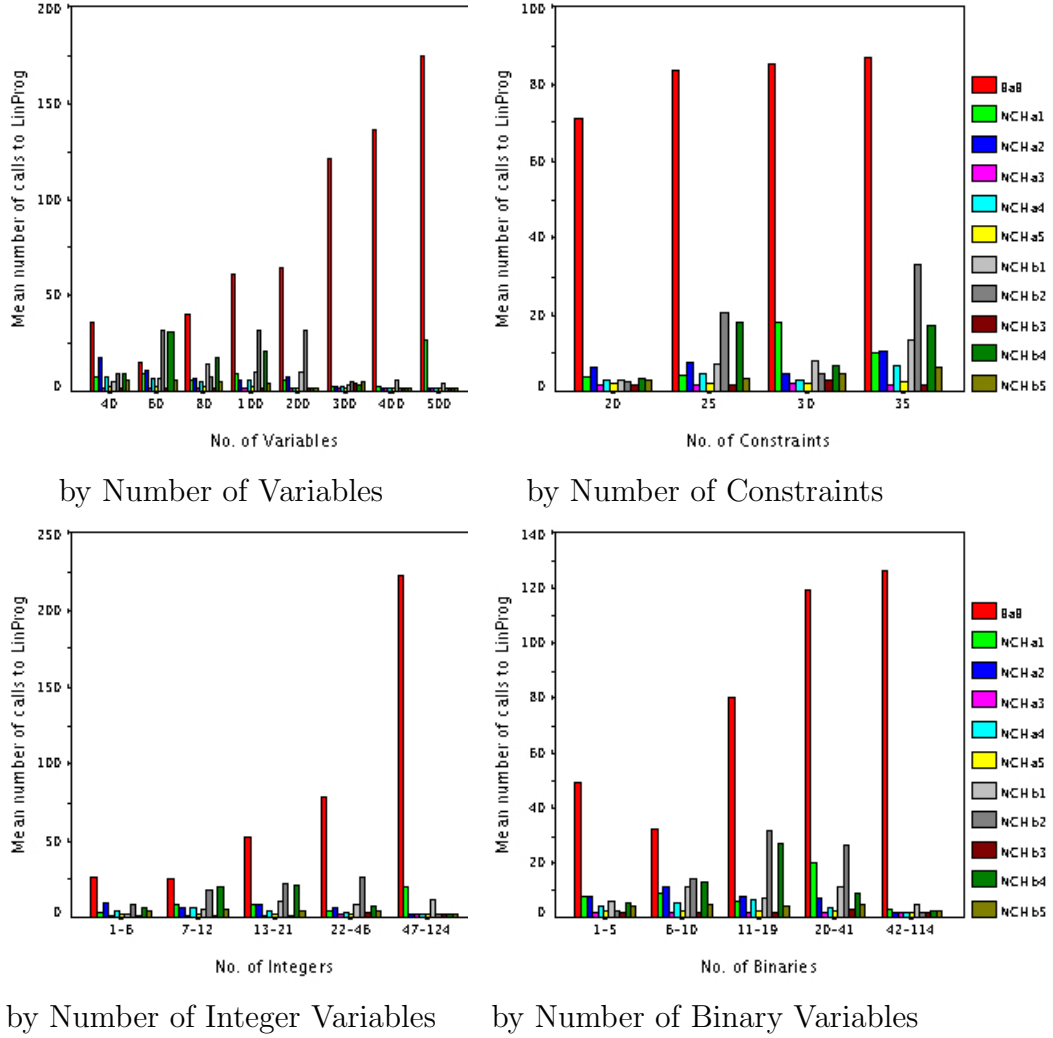 200
150
100
50
0
Mean number of calls to LinProg
40 60 80 100 200 300 400 500
No. of Variables
by Number of Variables
100
80
60
40
20
0
Mean number of calls to LinProg
20 25 30 35
No. of Constraints
by Number of Constraints
BaB
NCHa1
NCHa2
NCHa3
NCHa4
NCHa5
NCHb1
NCHb2
NCHb3
NCHb4
NCHb5
250
200
150
100
50
0
Mean number of calls to LinProg
1-6 7-12 13-21 22-46 47-124
No. of Integers
by Number of Integer Variables
140
120
100
80
60
40
20
0
Mean number of calls to LinProg
1-5 6-10 11-19 20-41 42-114
No. of Binaries
by Number of Binary Variables
BaB
NCHa1
NCHa2
NCHa3
NCHa4
NCHa5
NCHb1
NCHb2
NCHb3
NCHb4
NCHb5